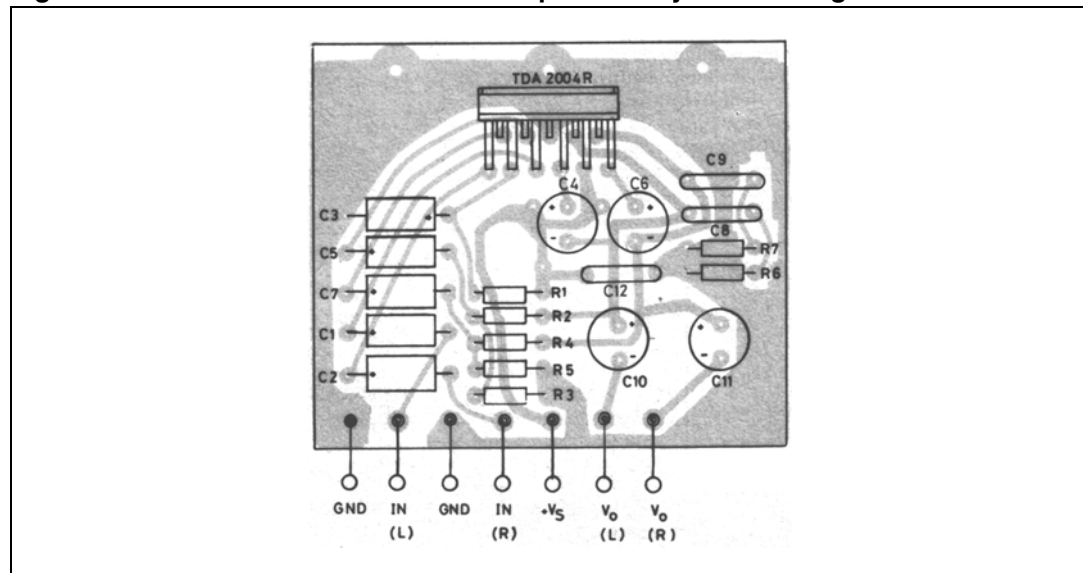 TDA 2004R
C9
C4 C6
C3
C8
C5 R7
R6
C7 R1 C12
R2
C1 R4
R5
C2 C10 C11
R3
GND IN GND IN +Vs Vo Vo
(L) (R) (L) (R)